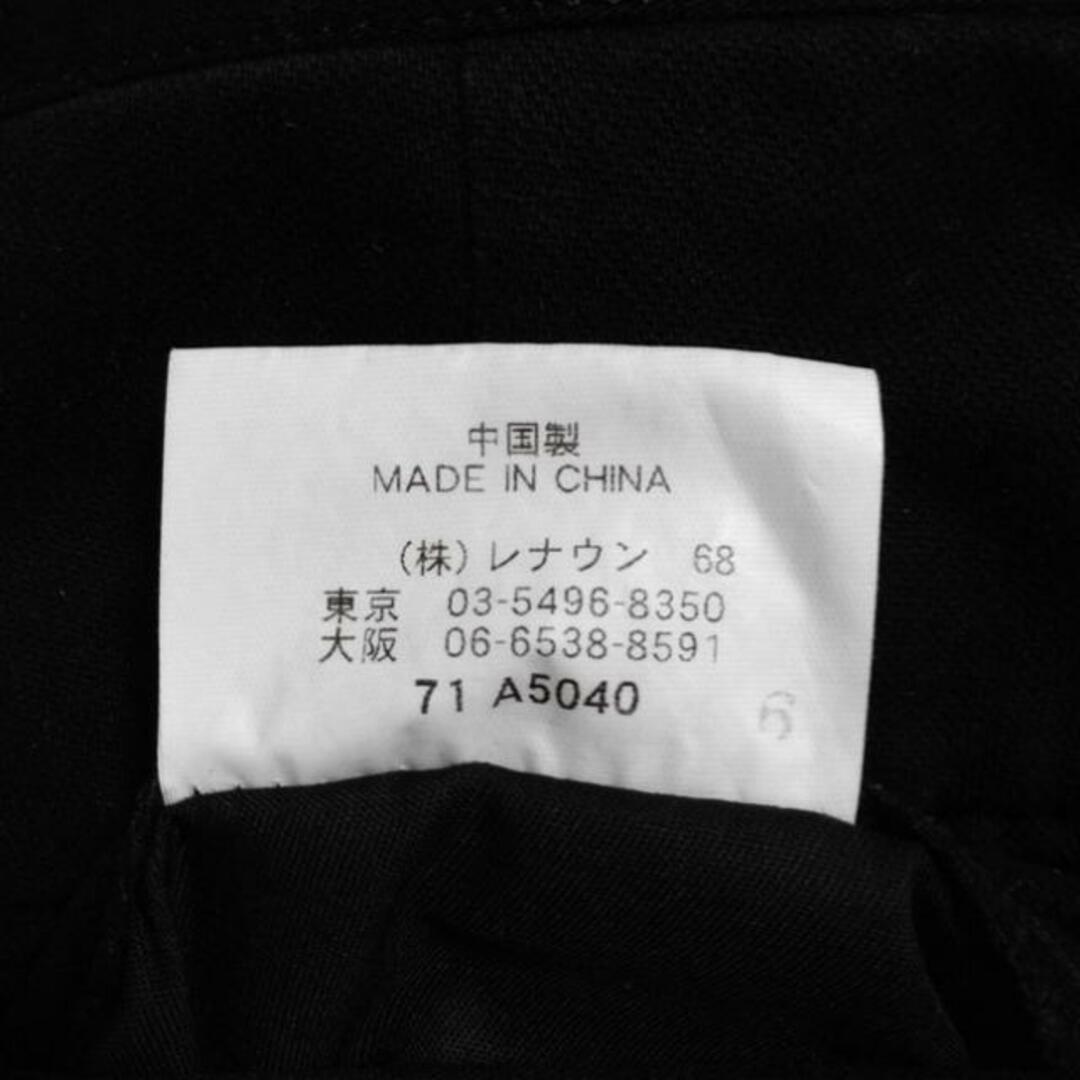 中国製
MADE IN CHINA
(株)レナウン 68
東京 03-5496-8350
大阪 06-6538-8591
71 A5040
6